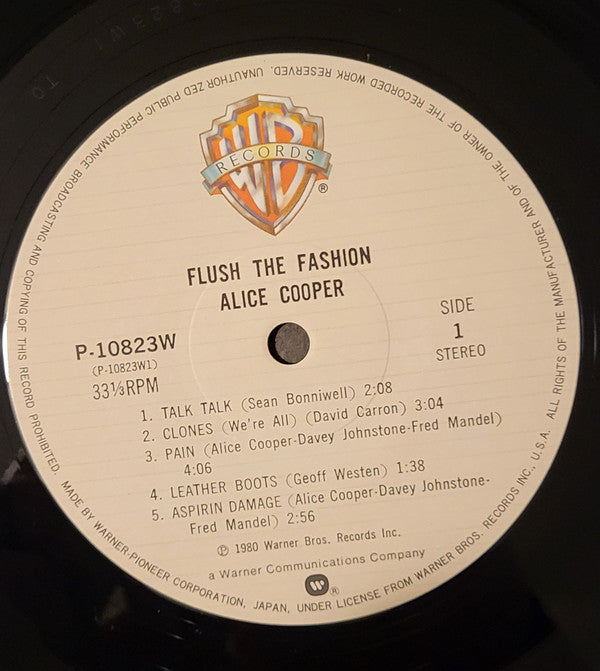 WB
RECORDS
®
FLUSH THE FASHION
ALICE COOPER
P-10823W
(P-10823W1)
33⅓RPM
SIDE
1
STEREO
1. TALK TALK (Sean Bonniwell) 2:08
2. CLONES (We're All) (David Carron) 3:04
3. PAIN (Alice Cooper-Davey Johnstone-Fred Mandel)
4:06
4. LEATHER BOOTS (Geoff Westen) 1:38
5. ASPIRIN DAMAGE (Alice Cooper-Davey Johnstone-
Fred Mandel) 2:56
℗ 1980 Warner Bros. Records Inc.
a Warner Communications Company
®
MADE BY WARNER-PIONEER CORPORATION, JAPAN, UNDER LICENSE FROM WARNER BROS. RECORDS INC., U.S.A. ALL RIGHTS OF THE MANUFACTURER AND OF THE OWNER OF THE RECORDED WORK RESERVED. UNAUTHORIZED PUBLIC PERFORMANCE BROADCASTING AND COPYING OF THIS RECORD PROHIBITED.